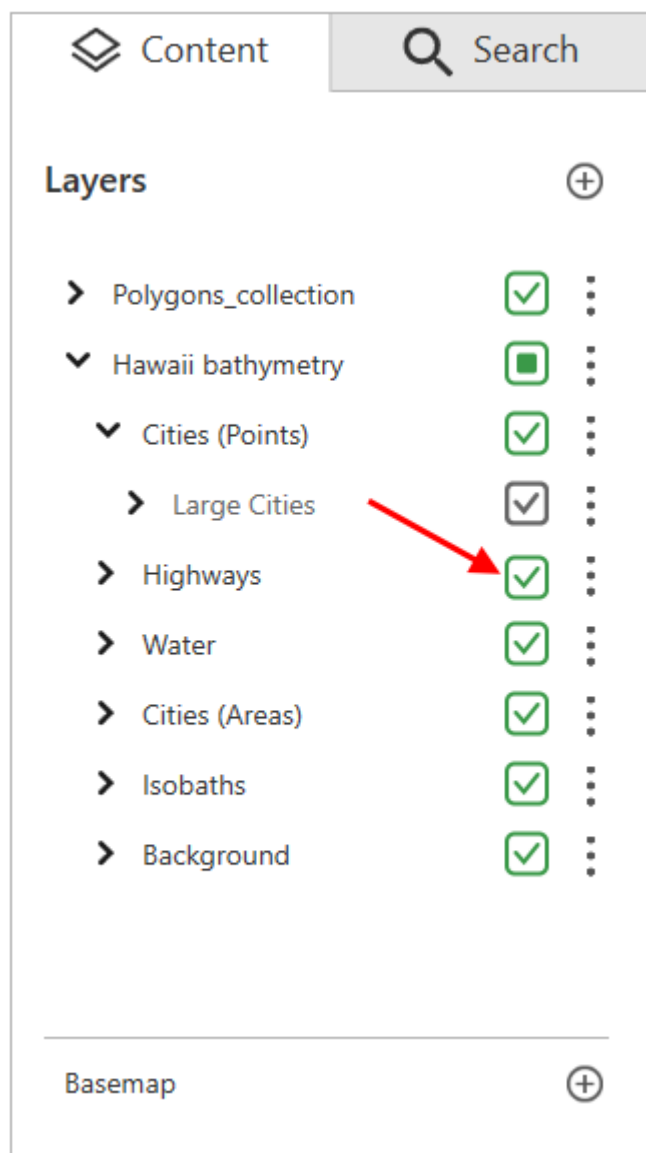 Content
Search
Layers
Polygons_collection
Hawaii bathymetry
Cities (Points)
Large Cities
Highways
Water
Cities (Areas)
Isobaths
Background
Basemap